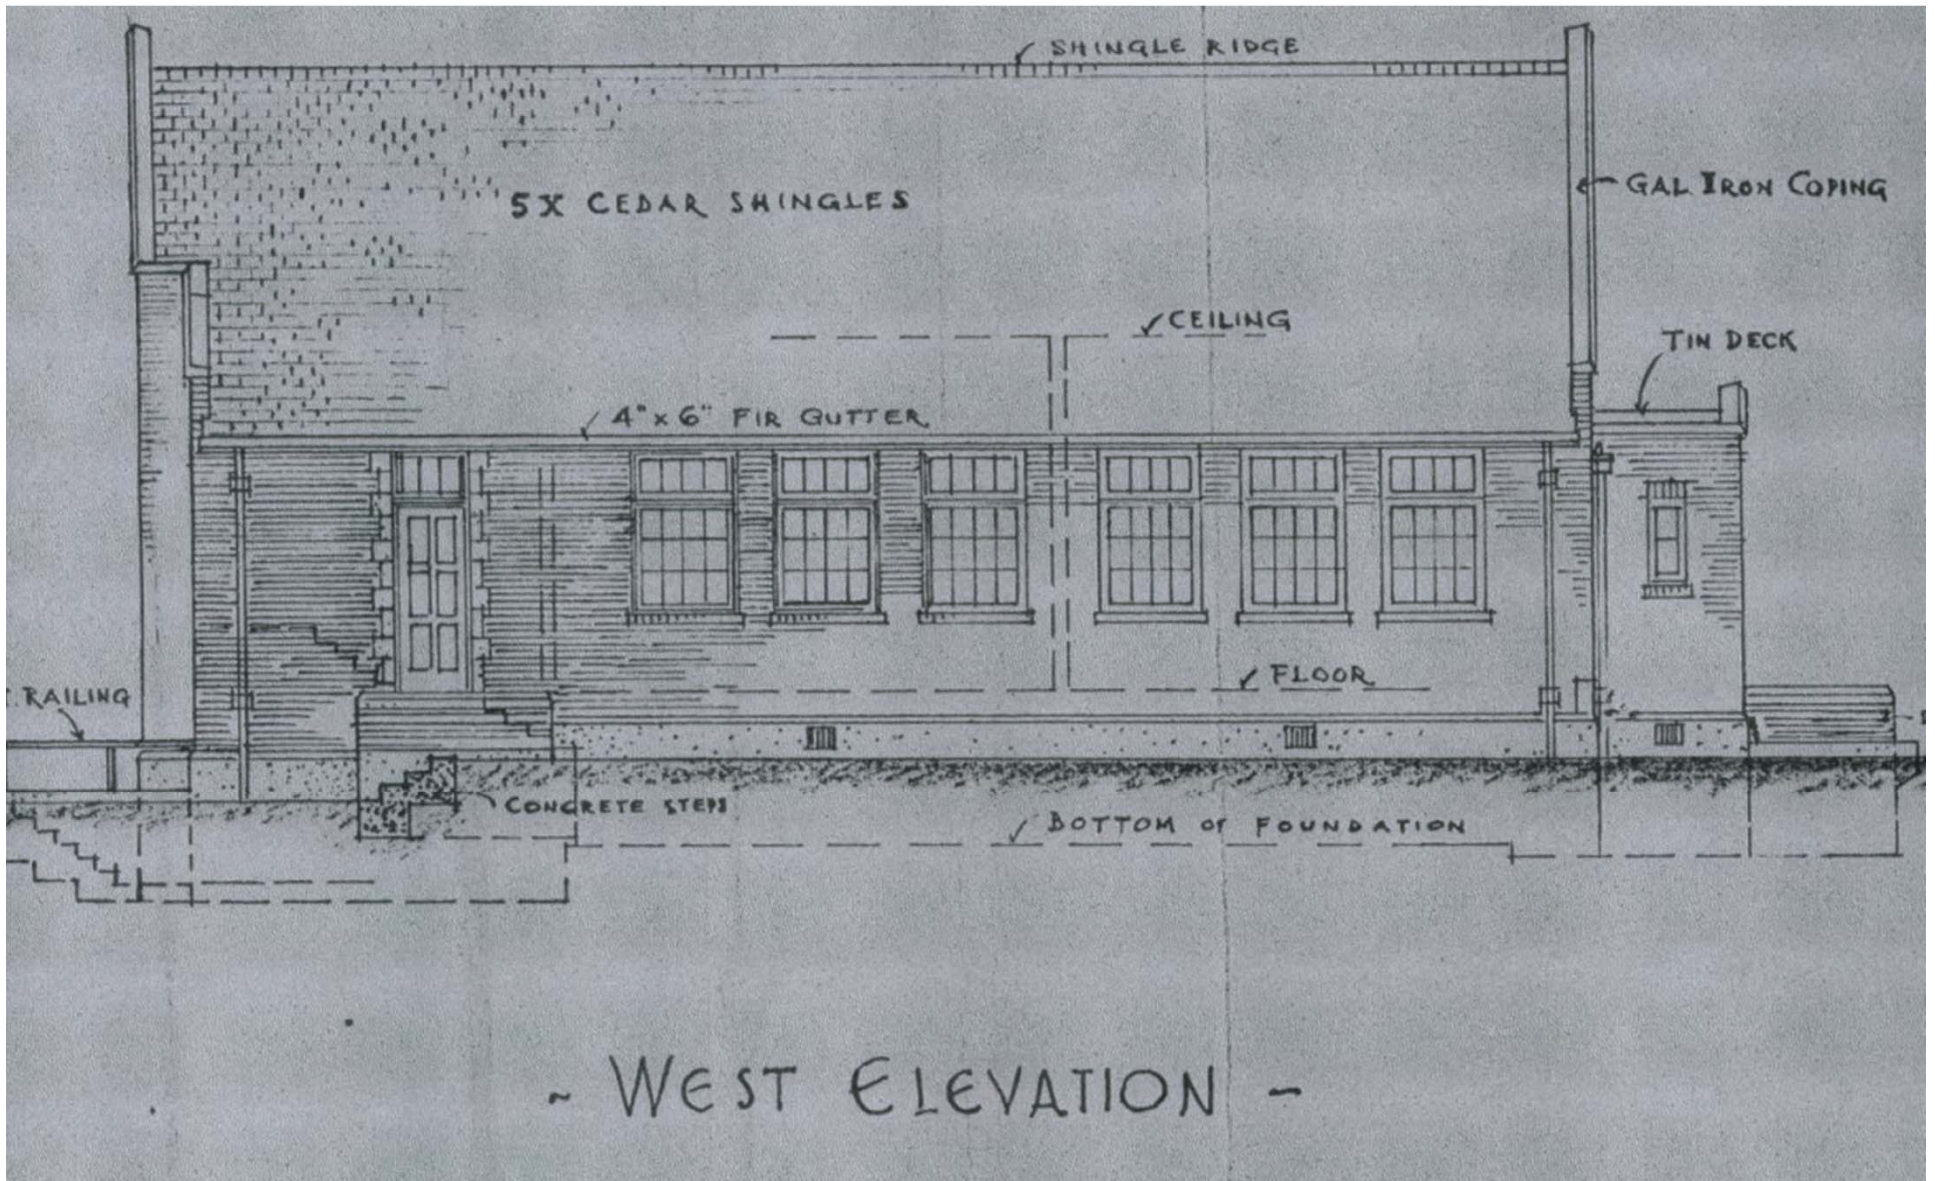 SHINGLE RIDGE
5X CEDAR SHINGLES
GAL IRON COPING
CEILING
TIN DECK
4" x 6" FIR GUTTER
FLOOR
RAILING
CONCRETE STEPS
BOTTOM OF FOUNDATION
~ WEST ELEVATION -